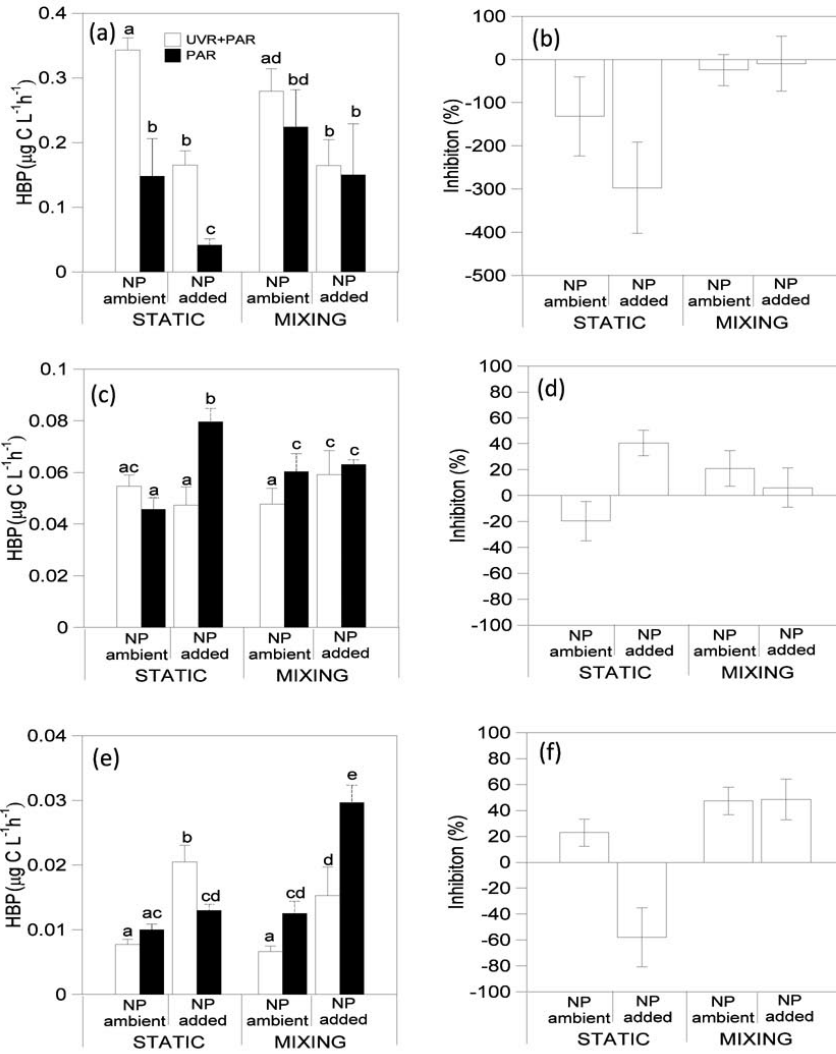 (a)
UVR+PAR
PAR
HBP(µg C L⁻¹h⁻¹)
0.4
0.3
0.2
0.1
0
a
b
b
c
ad
bd
b
b
NP ambient
NP added
NP ambient
NP added
STATIC
MIXING
(b)
Inhibiton (%)
100
0
-100
-200
-300
-400
-500
NP ambient
NP added
NP ambient
NP added
STATIC
MIXING
(c)
HBP(µg C L⁻¹h⁻¹)
0.1
0.08
0.06
0.04
0.02
0
ac
a
a
b
a
c
c
c
NP ambient
NP added
NP ambient
NP added
STATIC
MIXING
(d)
Inhibiton (%)
100
80
60
40
20
0
-20
-40
-60
-80
-100
NP ambient
NP added
NP ambient
NP added
STATIC
MIXING
(e)
HBP(µg C L⁻¹h⁻¹)
0.04
0.03
0.02
0.01
0
a
ac
b
cd
a
cd
d
e
NP ambient
NP added
NP ambient
NP added
STATIC
MIXING
(f)
Inhibiton (%)
100
80
60
40
20
0
-20
-40
-60
-80
-100
NP ambient
NP added
NP ambient
NP added
STATIC
MIXING